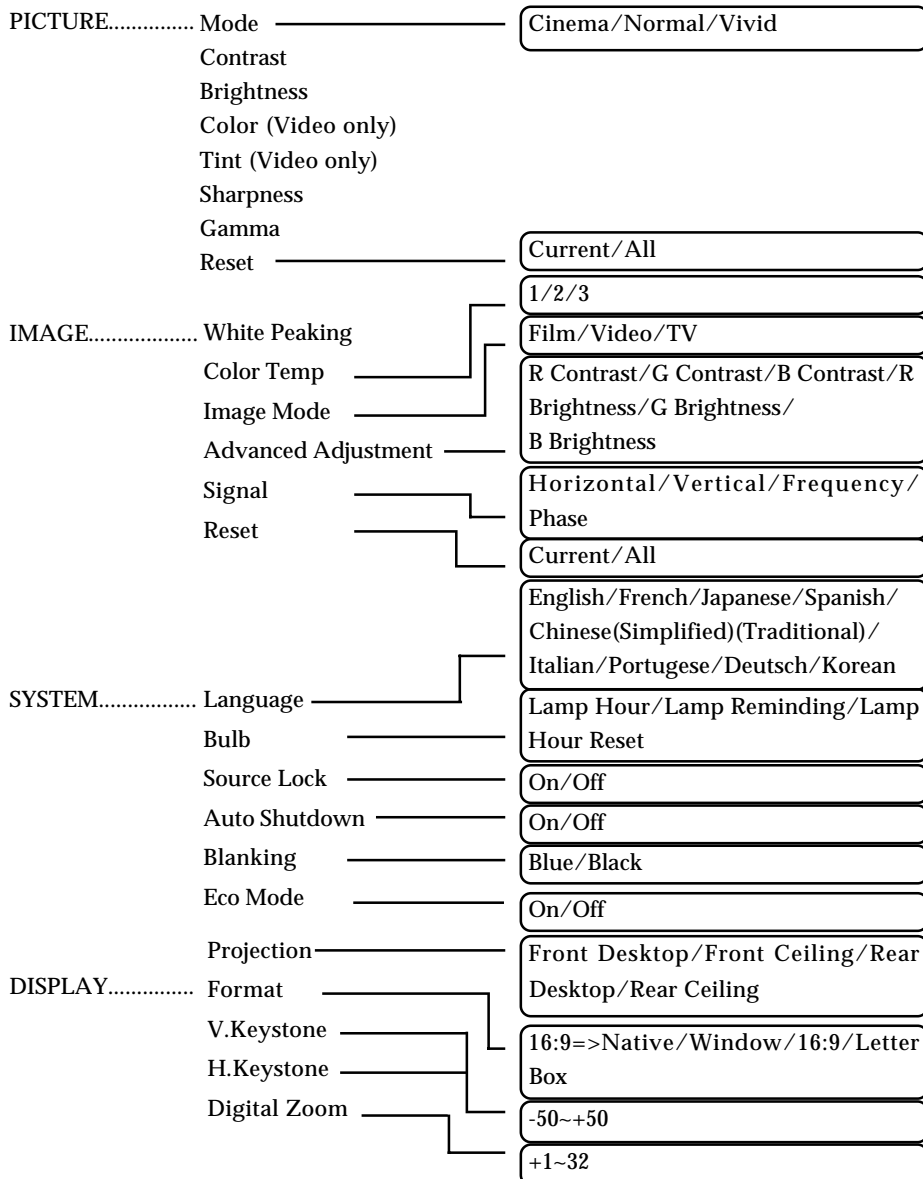 PICTURE............... Mode Cinema/Normal/Vivid
Contrast
Brightness
Color (Video only)
Tint (Video only)
Sharpness
Gamma
Reset Current/All
1/2/3
IMAGE................... White Peaking Film/Video/TV
Color Temp R Contrast/G Contrast/B Contrast/R
Image Mode Brightness/G Brightness/
Advanced Adjustment B Brightness
Signal Horizontal/Vertical/Frequency/
Phase
Reset Current/All
English/French/Japanese/Spanish/
Chinese(Simplified)(Traditional)/
Italian/Portugese/Deutsch/Korean
SYSTEM................. Language Lamp Hour/Lamp Reminding/Lamp
Bulb Hour Reset
Source Lock On/Off
Auto Shutdown On/Off
Blanking Blue/Black
Eco Mode On/Off
Projection Front Desktop/Front Ceiling/Rear
DISPLAY............... Format Desktop/Rear Ceiling
V.Keystone 16:9=>Native/Window/16:9/Letter
H.Keystone Box
Digital Zoom -50~+50
+1~32